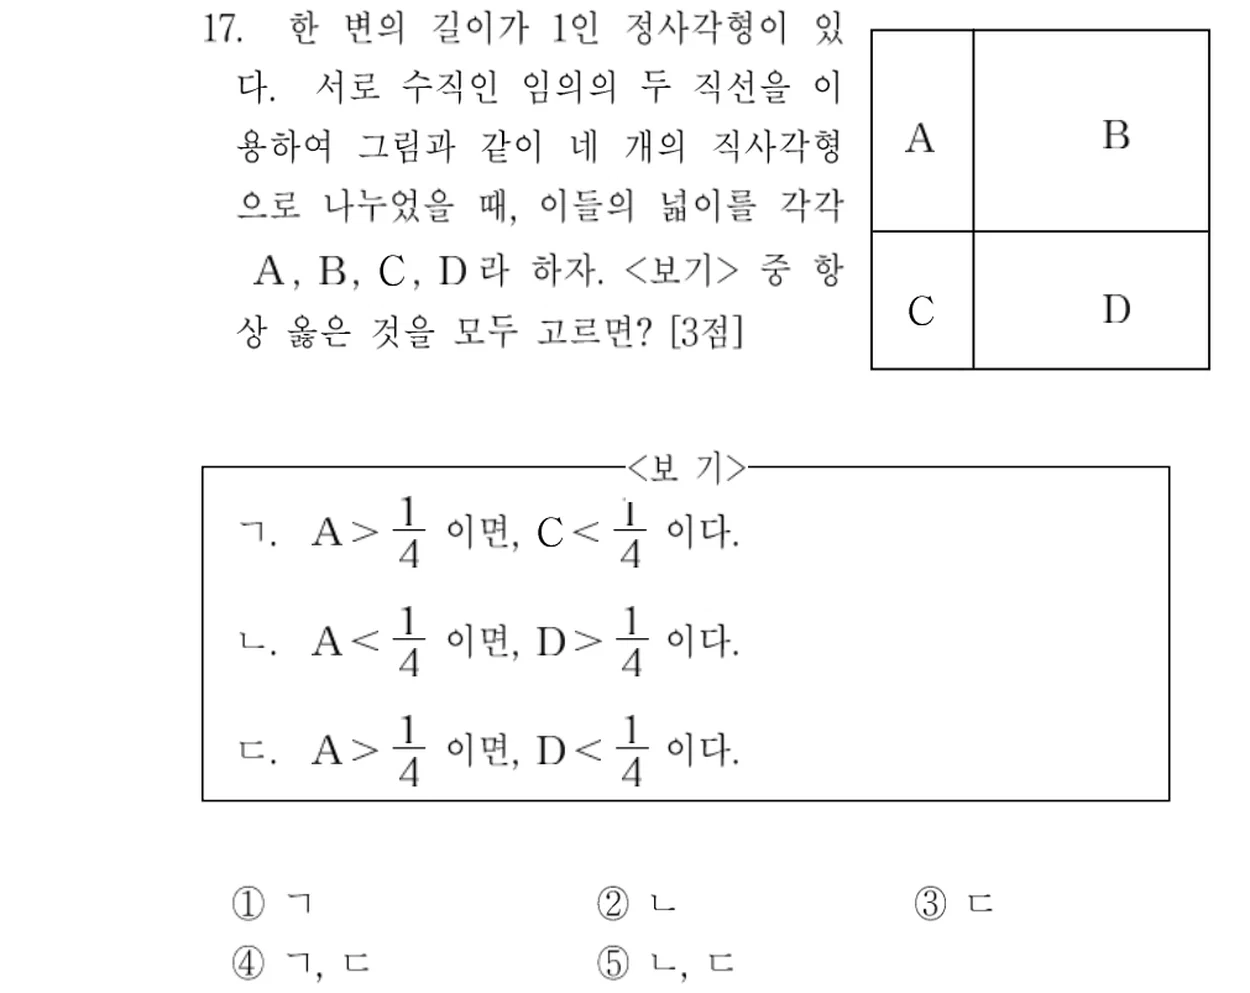 17. 한 변의 길이가 1인 정사각형이 있
다. 서로 수직인 임의의 두 직선을 이
용하여 그림과 같이 네 개의 직사각형
으로 나누었을 때, 이들의 넓이를 각각
A, B, C, D라 하자. <보기> 중 항
상 옳은 것을 모두 고르면? [3점]
A B
C D
<보 기>
ㄱ. A > 1/4 이면, C < 1/4 이다.
ㄴ. A < 1/4 이면, D > 1/4 이다.
ㄷ. A > 1/4 이면, D < 1/4 이다.
① ㄱ ② ㄴ ③ ㄷ
④ ㄱ, ㄷ ⑤ ㄴ, ㄷ